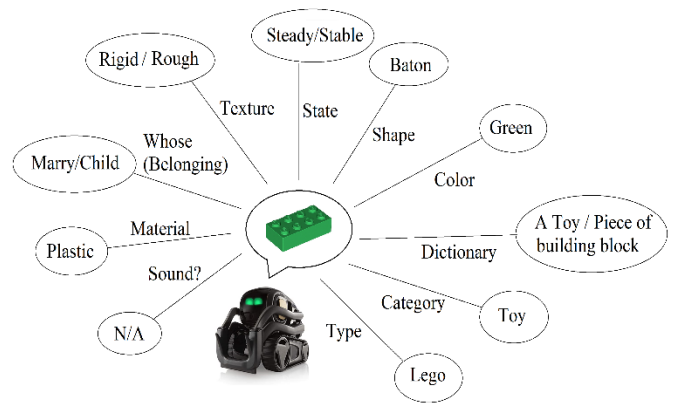 Steady/Stable
Rigid / Rough
Baton
Texture
State
Shape
Green
Whose
(Belonging)
Color
Marry/Child
Material
Plastic
Dictionary
A Toy / Piece of
building block
Sound?
Category
Toy
N/A
Type
Lego